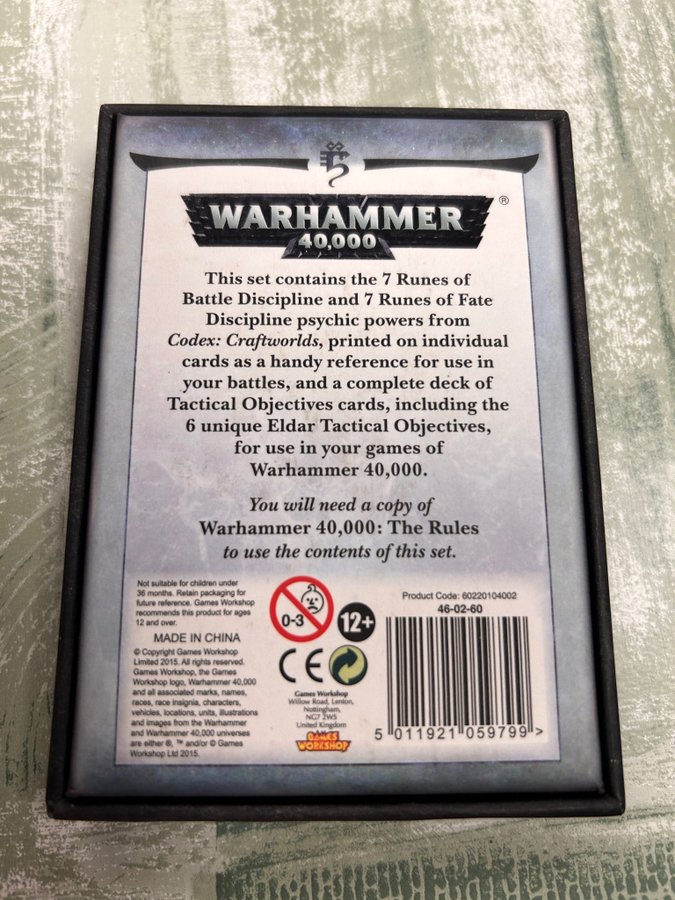 WARHAMMER®
40,000
This set contains the 7 Runes of
Battle Discipline and 7 Runes of Fate
Discipline psychic powers from
Codex: Craftworlds, printed on individual
cards as a handy reference for use in
your battles, and a complete deck of
Tactical Objectives cards, including the
6 unique Eldar Tactical Objectives,
for use in your games of
Warhammer 40,000.
You will need a copy of
Warhammer 40,000: The Rules
to use the contents of this set.
Not suitable for children under
36 months. Retain packaging for
future reference. Games Workshop
recommends this product for ages
12 and over.
MADE IN CHINA
© Copyright Games Workshop
Limited 2015. All rights reserved.
Games Workshop, the Games
Workshop logo, Warhammer 40,000
and all associated marks, names,
races, race insignia, characters,
vehicles, locations, units, illustrations
and images from the Warhammer
and Warhammer 40,000 universes
are either ®, ™ and/or © Games
Workshop Ltd 2015.
0-3
12+
CE
Games Workshop
Willow Road, Lenton,
Nottingham,
NG7 2WS
United Kingdom
GAMES
WORKSHOP
Product Code: 60220104002
46-02-60
5 011921 059799 >